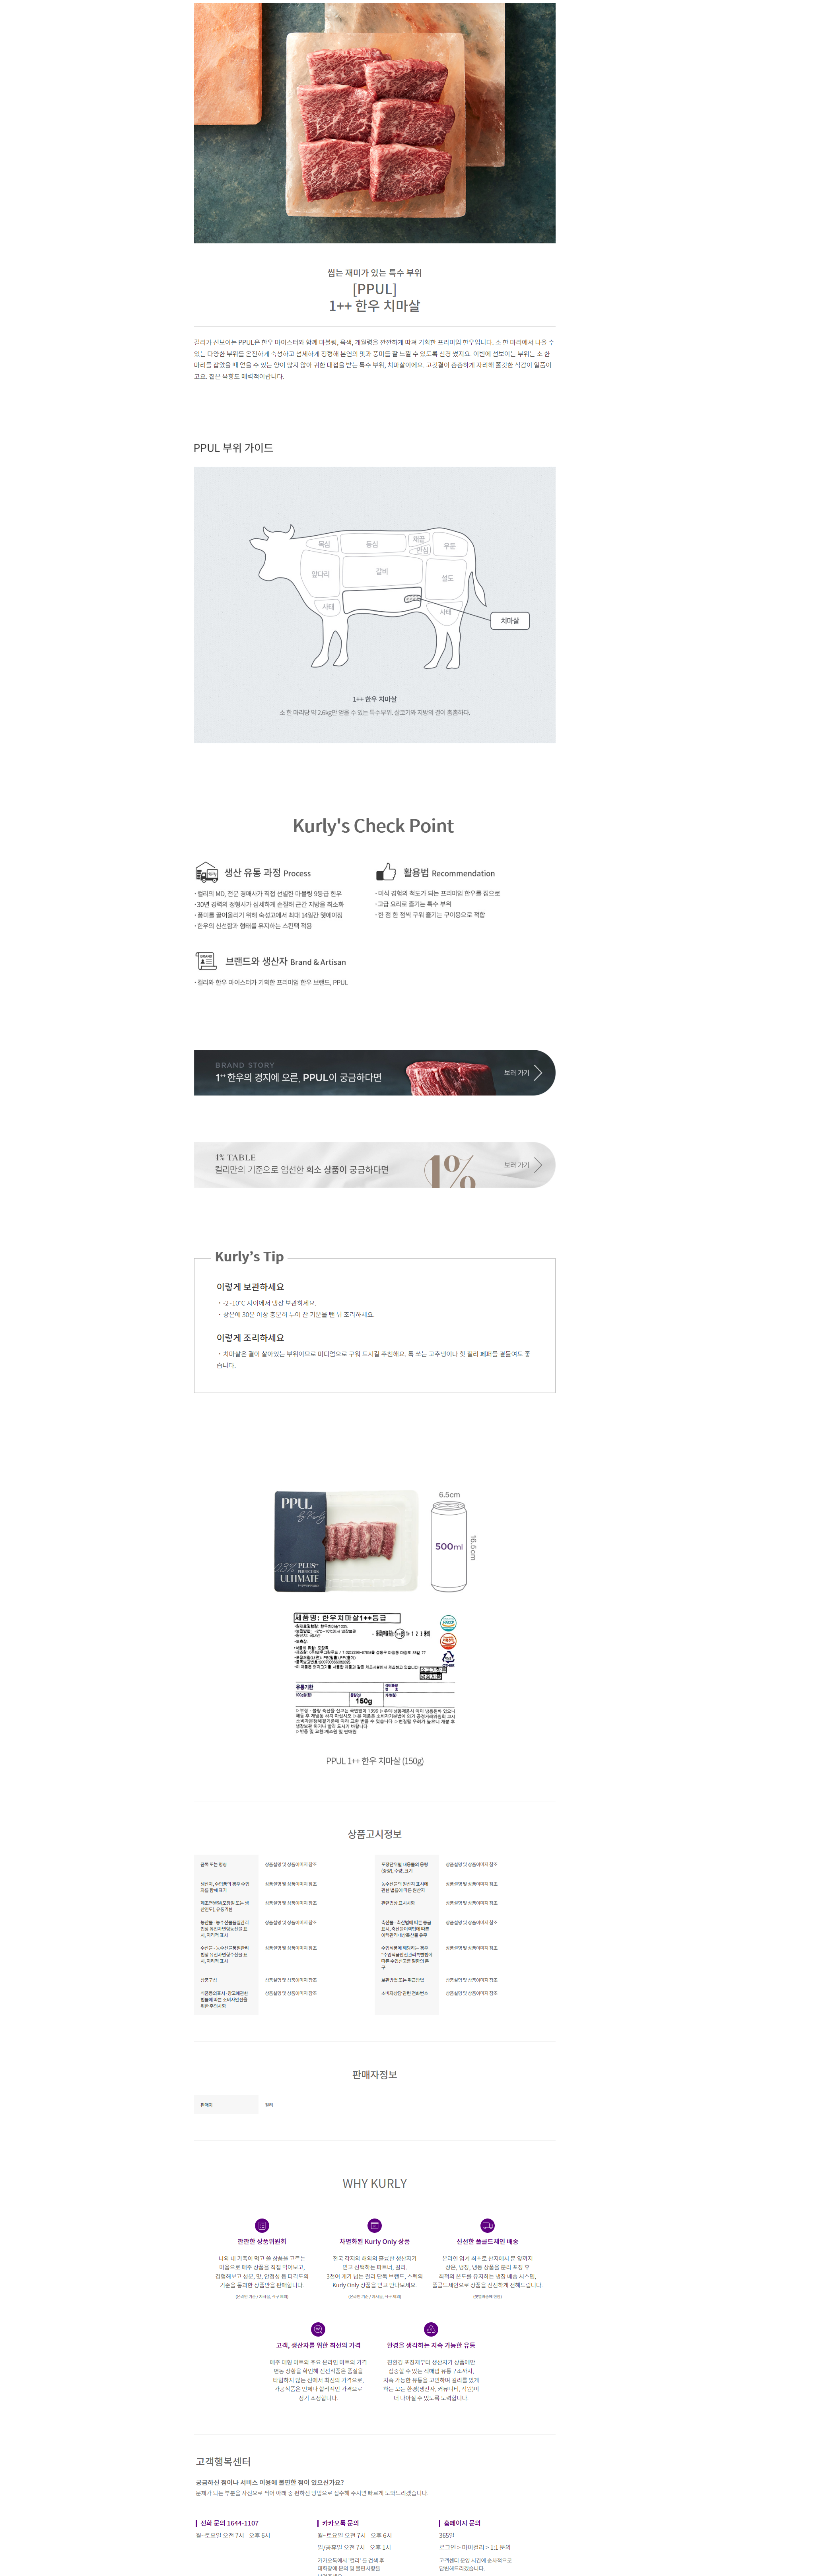 씹는 재미가 있는 특수 부위
[PPUL]
1++ 한우 치마살
컬리가 선보이는 PPUL은 한우 마이스터와 함께 마블링, 육색, 개월령을 깐깐하게 따져 기획한 프리미엄 한우입니다. 소 한 마리에서 나올 수
있는 다양한 부위를 온전하게 숙성하고 섬세하게 정형해 본연의 맛과 풍미를 잘 느낄 수 있도록 신경 썼지요. 이번에 선보이는 부위는 소 한
마리를 잡았을 때 얻을 수 있는 양이 많지 않아 귀한 대접을 받는 특수 부위, 치마살이에요. 고깃결이 촘촘하게 자리해 쫄깃한 식감이 일품이
고요. 짙은 육향도 매력적이랍니다.
PPUL 부위 가이드
목심
등심
채끝
안심
우둔
앞다리
갈비
설도
사태
사태
치마살
1++ 한우 치마살
소 한 마리당 약 2.6kg만 얻을 수 있는 특수부위. 살코기와 지방의 결이 촘촘하다.
Kurly's Check Point
생산 유통 과정 Process
· 컬리의 MD, 전문 경매사가 직접 선별한 마블링 9등급 한우
· 30년 경력의 정형사가 섬세하게 손질해 근간 지방을 최소화
· 풍미를 끌어올리기 위해 숙성고에서 최대 14일간 웻에이징
· 한우의 신선함과 형태를 유지하는 스킨팩 적용
활용법 Recommendation
· 미식 경험의 척도가 되는 프리미엄 한우를 집으로
· 고급 요리로 즐기는 특수 부위
· 한 점 한 점씩 구워 즐기는 구이용으로 적합
브랜드와 생산자 Brand & Artisan
· 컬리와 한우 마이스터가 기획한 프리미엄 한우 브랜드, PPUL
BRAND STORY
1++ 한우의 경지에 오른, PPUL이 궁금하다면
보러 가기
1% TABLE
컬리만의 기준으로 엄선한 희소 상품이 궁금하다면
1%
보러 가기
Kurly's Tip
이렇게 보관하세요
· -2~10℃ 사이에서 냉장 보관하세요.
· 상온에 30분 이상 충분히 두어 찬 기운을 뺀 뒤 조리하세요.
이렇게 조리하세요
· 치마살은 결이 살아있는 부위이므로 미디엄으로 구워 드시길 추천해요. 톡 쏘는 고추냉이나 핫 칠리 페퍼를 곁들여도 좋
습니다.
PPUL
by Kurly
PLUS++
ULTIMATE
6.5cm
500ml
16.5cm
제품명: 한우치마살1++등급
유통기한
150g
PPUL 1++ 한우 치마살 (150g)
상품고시정보
품목 또는 명칭
상품설명 및 상품이미지 참조
포장단위별 내용물의 용량
(중량), 수량, 크기
상품설명 및 상품이미지 참조
생산자, 수입품의 경우 수입
자를 함께 표기
상품설명 및 상품이미지 참조
농수산물의 원산지 표시에
관한 법률에 따른 원산지
상품설명 및 상품이미지 참조
제조연월일(포장일 또는 생
산연도), 유통기한
상품설명 및 상품이미지 참조
관련법상 표시사항
상품설명 및 상품이미지 참조
농산물 - 농수산물품질관리
법상 유전자변형농산물 표
시, 지리적 표시
상품설명 및 상품이미지 참조
축산물 - 축산법에 따른 등급
표시, 축산물이력법에 따른
이력관리대상축산물 유무
상품설명 및 상품이미지 참조
수산물 - 농수산물품질관리
법상 유전자변형수산물 표
시, 지리적 표시
상품설명 및 상품이미지 참조
수입식품에 해당하는 경우
"수입식품안전관리특별법에
따른 수입신고를 필함의 문
구
상품설명 및 상품이미지 참조
상품구성
상품설명 및 상품이미지 참조
보관방법 또는 취급방법
상품설명 및 상품이미지 참조
식품등의표시·광고에관한
법률에 따른 소비자안전을
위한 주의사항
상품설명 및 상품이미지 참조
소비자상담 관련 전화번호
상품설명 및 상품이미지 참조
판매자정보
판매자
컬리
WHY KURLY
깐깐한 상품위원회
나와 내 가족이 먹고 쓸 상품을 고르는
마음으로 매주 상품을 직접 먹어보고,
경험해보고 성분, 맛, 안정성 등 다각도의
기준을 통과한 상품만을 판매합니다.
(온라인 기준 / 자사몰, 직구 제외)
차별화된 Kurly Only 상품
전국 각지와 해외의 훌륭한 생산자가
믿고 선택하는 파트너, 컬리.
3천여 개가 넘는 컬리 단독 브랜드, 스펙의
Kurly Only 상품을 믿고 만나보세요.
(온라인 기준 / 자사몰, 직구 제외)
신선한 풀콜드체인 배송
온라인 업계 최초로 산지에서 문 앞까지
상온, 냉장, 냉동 상품을 분리 포장 후
최적의 온도를 유지하는 냉장 배송 시스템,
풀콜드체인으로 상품을 신선하게 전해드립니다.
(샛별배송에 한함)
고객, 생산자를 위한 최선의 가격
매주 대형 마트와 주요 온라인 마트의 가격
변동 상황을 확인해 신선식품은 품질을
타협하지 않는 선에서 최선의 가격으로,
가공식품은 언제나 합리적인 가격으로
정기 조정합니다.
환경을 생각하는 지속 가능한 유통
친환경 포장재부터 생산자가 상품에만
집중할 수 있는 직매입 유통구조까지,
지속 가능한 유통을 고민하며 컬리를 있게
하는 모든 환경(생산자, 커뮤니티, 직원)이
더 나아질 수 있도록 노력합니다.
고객행복센터
궁금하신 점이나 서비스 이용에 불편한 점이 있으신가요?
문제가 되는 부분을 사진으로 찍어 아래 중 편하신 방법으로 접수해 주시면 빠르게 도와드리겠습니다.
전화 문의 1644-1107
월~토요일 오전 7시 - 오후 6시
카카오톡 문의
월~토요일 오전 7시 - 오후 6시
일/공휴일 오전 7시 - 오후 1시
카카오톡에서 '컬리' 를 검색 후
대화창에 문의 및 불편사항을
홈페이지 문의
365일
로그인 > 마이컬리 > 1:1 문의
고객센터 운영 시간에 순차적으로
답변해드리겠습니다.